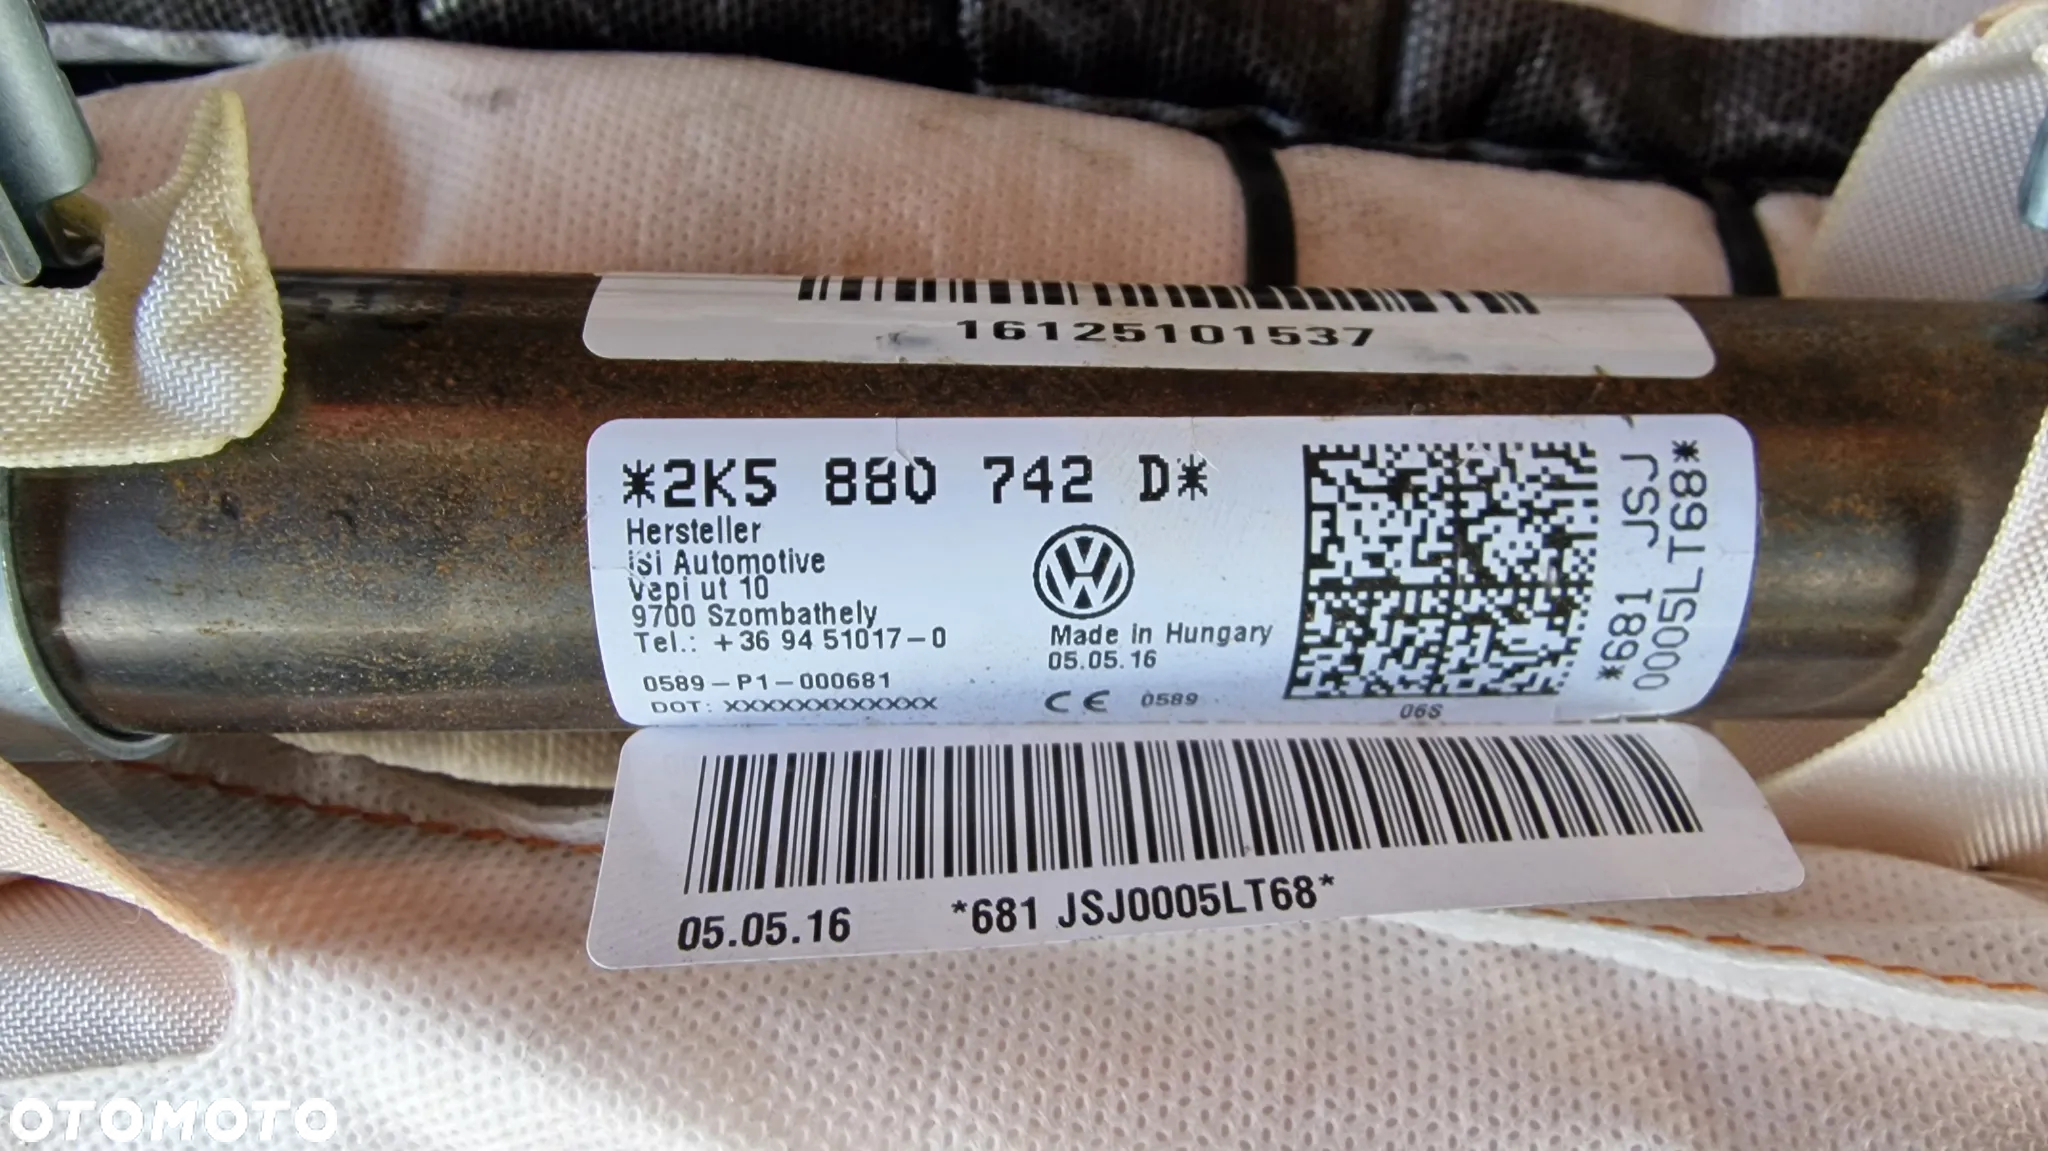 16125101537
*2K5 880 742 D*
Hersteller
iSi Automotive
Vepi ut 10
9700 Szombathely
Tel.: +36 94 51017-0
0589-P1-000681
DOT: XXXXXXXXXXXX
Made in Hungary
05.05.16
CE 0589
06S
*681 JSJ
0005LT68*
05.05.16 *681 JSJ0005LT68*
OTOMOTO